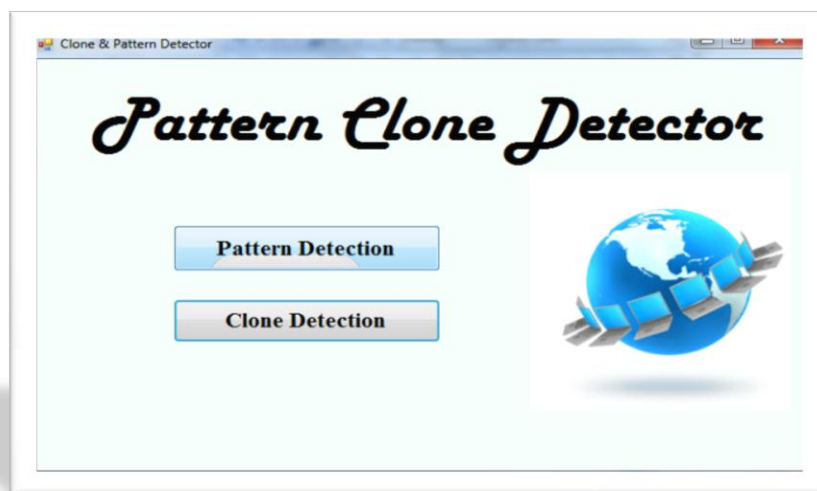 Clone & Pattern Detector
Pattern Clone Detector
Pattern Detection
Clone Detection